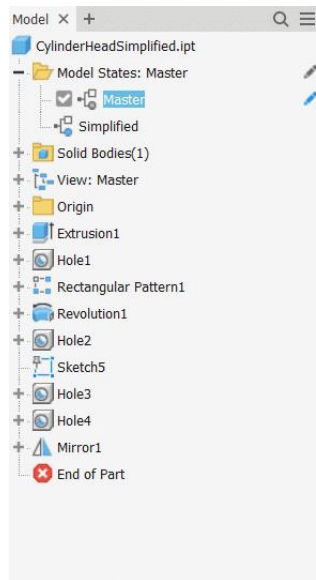 Model × +
CylinderHeadSimplified.ipt
Model States: Master
Master
Simplified
Solid Bodies(1)
View: Master
Origin
Extrusion1
Hole1
Rectangular Pattern1
Revolution1
Hole2
Sketch5
Hole3
Hole4
Mirror1
End of Part